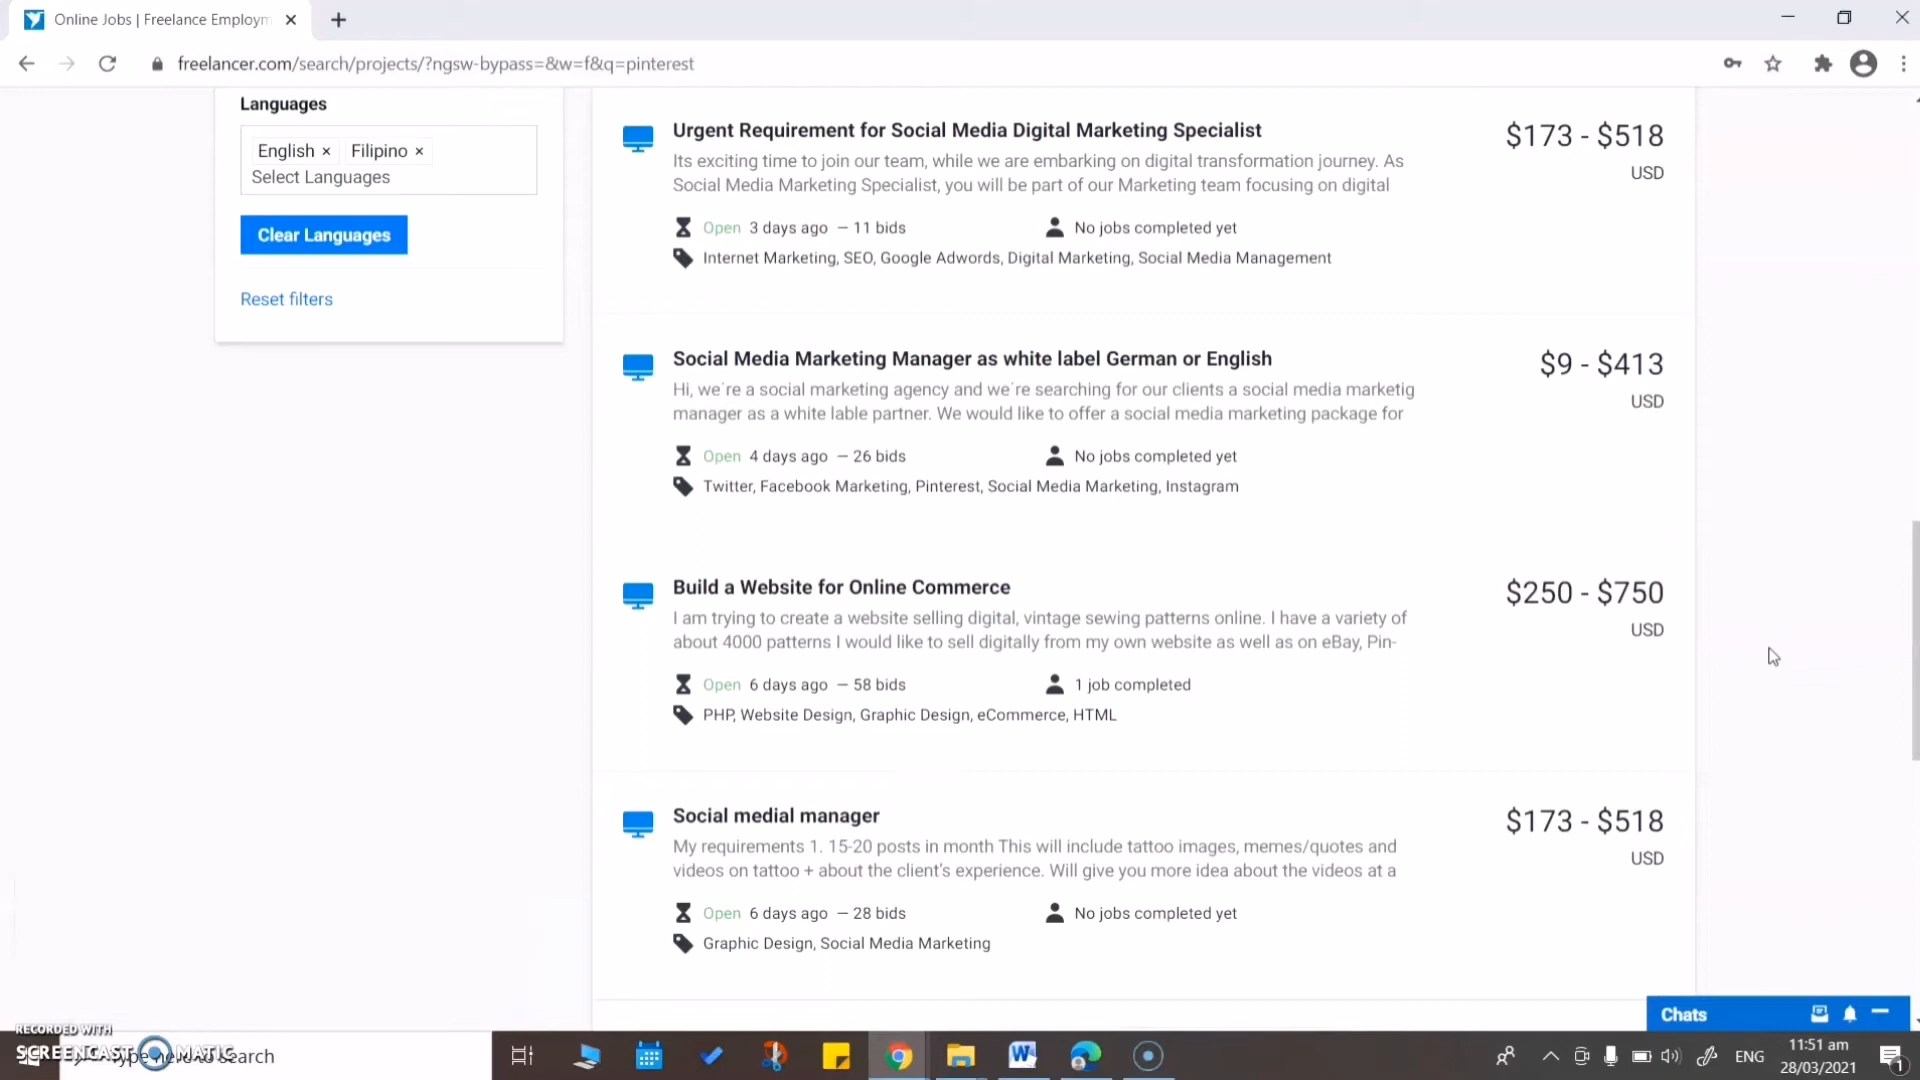 Online Jobs | Freelance Employm
freelancer.com/search/projects/?ngsw-bypass=&w=f&q=pinterest
Languages
English × Filipino ×
Select Languages
Clear Languages
Reset filters
Urgent Requirement for Social Media Digital Marketing Specialist
$173 - $518
USD
Its exciting time to join our team, while we are embarking on digital transformation journey. As
Social Media Marketing Specialist, you will be part of our Marketing team focusing on digital
Open 3 days ago — 11 bids
No jobs completed yet
Internet Marketing, SEO, Google Adwords, Digital Marketing, Social Media Management
Social Media Marketing Manager as white label German or English
$9 - $413
USD
Hi, we´re a social marketing agency and we´re searching for our clients a social media marketig
manager as a white lable partner. We would like to offer a social media marketing package for
Open 4 days ago — 26 bids
No jobs completed yet
Twitter, Facebook Marketing, Pinterest, Social Media Marketing, Instagram
Build a Website for Online Commerce
$250 - $750
USD
I am trying to create a website selling digital, vintage sewing patterns online. I have a variety of
about 4000 patterns I would like to sell digitally from my own website as well as on eBay, Pin-
Open 6 days ago — 58 bids
1 job completed
PHP, Website Design, Graphic Design, eCommerce, HTML
Social medial manager
$173 - $518
USD
My requirements 1. 15-20 posts in month This will include tattoo images, memes/quotes and
videos on tattoo + about the client's experience. Will give you more idea about the videos at a
Open 6 days ago — 28 bids
No jobs completed yet
Graphic Design, Social Media Marketing
Chats
RECORDED WITH
SCREENCAST MATIC
Type here to search
ENG
11:51 am
28/03/2021
1